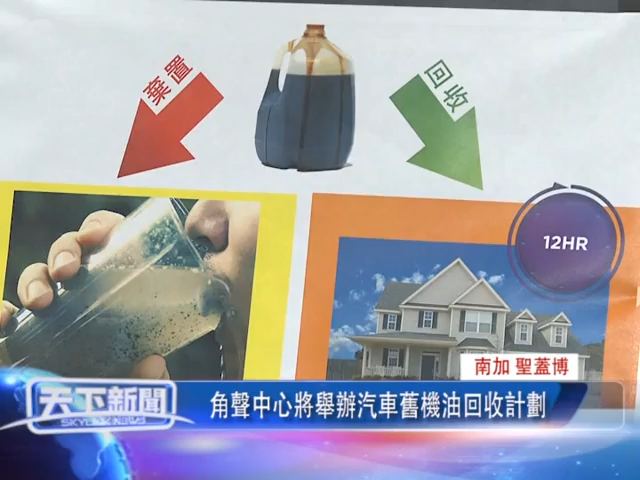 棄置
回收
12HR
南加 聖蓋博
天下新聞
SKYLINK NEWS
角聲中心將舉辦汽車舊機油回收計劃